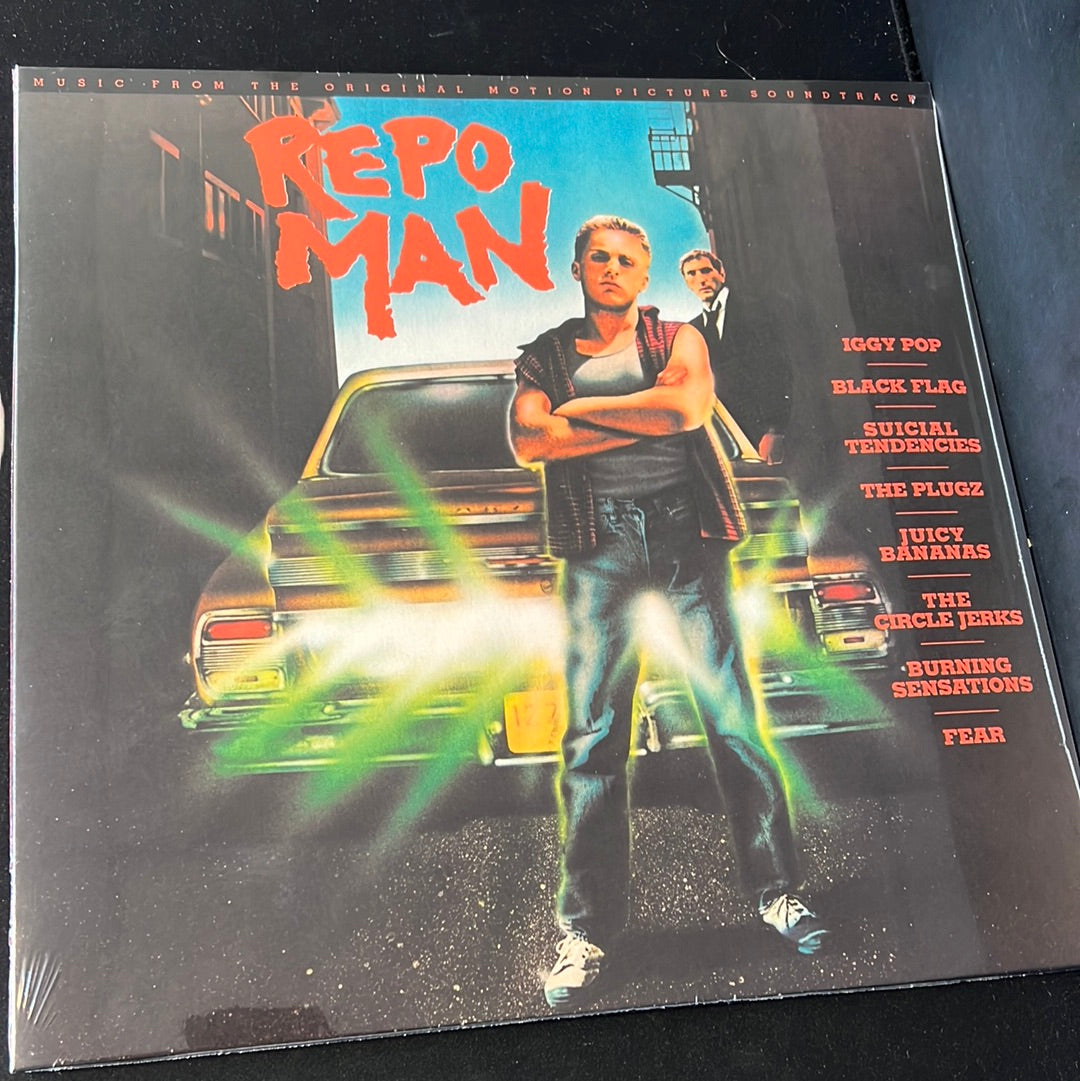 MUSIC FROM THE ORIGINAL MOTION PICTURE SOUNDTRACK
REPO
MAN
IGGY POP
BLACK FLAG
SUICIAL
TENDENCIES
THE PLUGZ
JUICY
BANANAS
THE
CIRCLE JERKS
BURNING
SENSATIONS
FEAR